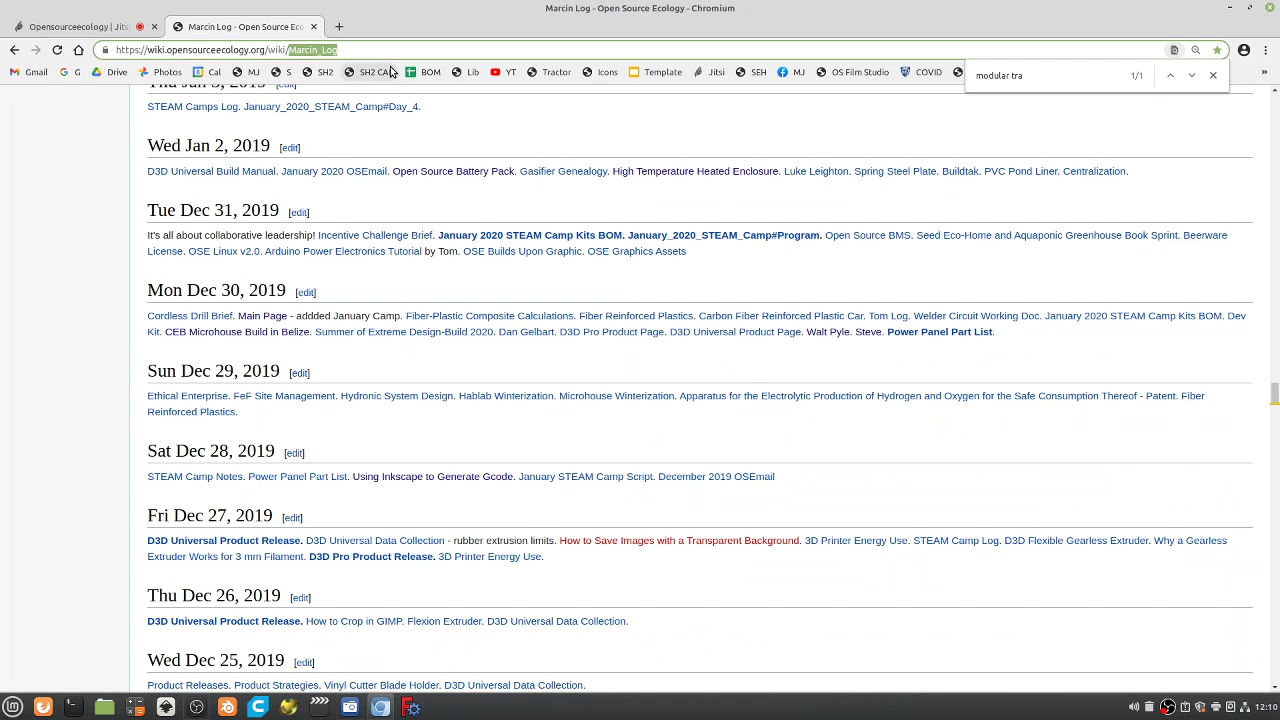 Marcin Log - Open Source Ecology - Chromium
Opensourceecology | Jitsi
Marcin Log - Open Source Eco
https://wiki.opensourceecology.org/wiki/Marcin_Log
Gmail G Drive Photos Cal MJ S SH2 SH2 CA BOM Lib YT Tractor Icons Template Jitsi SEH MJ OS Film Studio COVID
modular tra 1/1
STEAM Camps Log. January_2020_STEAM_Camp#Day_4.
Wed Jan 2, 2019 [edit]
D3D Universal Build Manual. January 2020 OSEmail. Open Source Battery Pack. Gasifier Genealogy. High Temperature Heated Enclosure. Luke Leighton. Spring Steel Plate. Buildtak. PVC Pond Liner. Centralization.
Tue Dec 31, 2019 [edit]
It's all about collaborative leadership! Incentive Challenge Brief. January 2020 STEAM Camp Kits BOM. January_2020_STEAM_Camp#Program. Open Source BMS. Seed Eco-Home and Aquaponic Greenhouse Book Sprint. Beerware
License. OSE Linux v2.0. Arduino Power Electronics Tutorial by Tom. OSE Builds Upon Graphic. OSE Graphics Assets
Mon Dec 30, 2019 [edit]
Cordless Drill Brief. Main Page - addded January Camp. Fiber-Plastic Composite Calculations. Fiber Reinforced Plastics. Carbon Fiber Reinforced Plastic Car. Tom Log. Welder Circuit Working Doc. January 2020 STEAM Camp Kits BOM. Dev
Kit. CEB Microhouse Build in Belize. Summer of Extreme Design-Build 2020. Dan Gelbart. D3D Pro Product Page. D3D Universal Product Page. Walt Pyle. Steve. Power Panel Part List.
Sun Dec 29, 2019 [edit]
Ethical Enterprise. FeF Site Management. Hydronic System Design. Hablab Winterization. Microhouse Winterization. Apparatus for the Electrolytic Production of Hydrogen and Oxygen for the Safe Consumption Thereof - Patent. Fiber
Reinforced Plastics.
Sat Dec 28, 2019 [edit]
STEAM Camp Notes. Power Panel Part List. Using Inkscape to Generate Gcode. January STEAM Camp Script. December 2019 OSEmail
Fri Dec 27, 2019 [edit]
D3D Universal Product Release. D3D Universal Data Collection - rubber extrusion limits. How to Save Images with a Transparent Background. 3D Printer Energy Use. STEAM Camp Log. D3D Flexible Gearless Extruder. Why a Gearless
Extruder Works for 3 mm Filament. D3D Pro Product Release. 3D Printer Energy Use.
Thu Dec 26, 2019 [edit]
D3D Universal Product Release. How to Crop in GIMP. Flexion Extruder. D3D Universal Data Collection.
Wed Dec 25, 2019 [edit]
Product Releases. Product Strategies. Vinyl Cutter Blade Holder. D3D Universal Data Collection.
12:10